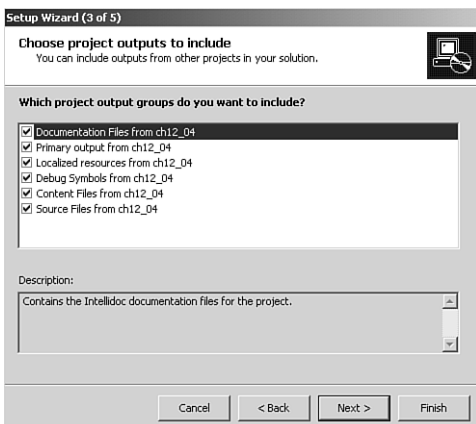 Setup Wizard (3 of 5)
Choose project outputs to include
You can include outputs from other projects in your solution.
Which project output groups do you want to include?
Documentation Files from ch12_04
Primary output from ch12_04
Localized resources from ch12_04
Debug Symbols from ch12_04
Content Files from ch12_04
Source Files from ch12_04
Description:
Contains the Intellidoc documentation files for the project.
Cancel
< Back
Next >
Finish